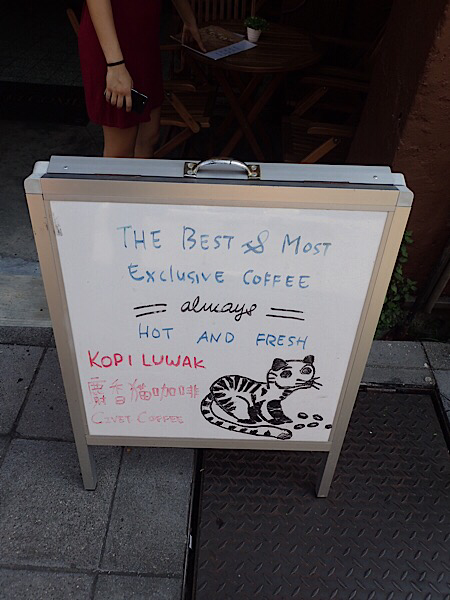 THE BEST & MOST
EXCLUSIVE COFFEE
always
HOT AND FRESH
KOPI LUWAK
麝香猫咖啡
CIVET COFFEE